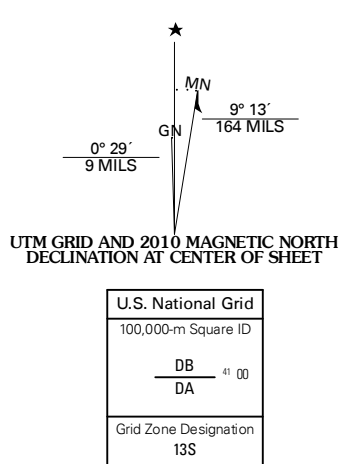 ★
MN
9° 13´
164 MILS
GN
0° 29´
9 MILS
UTM GRID AND 2010 MAGNETIC NORTH
DECLINATION AT CENTER OF SHEET
U.S. National Grid
100,000-m Square ID
DB
41 00
DA
Grid Zone Designation
13S